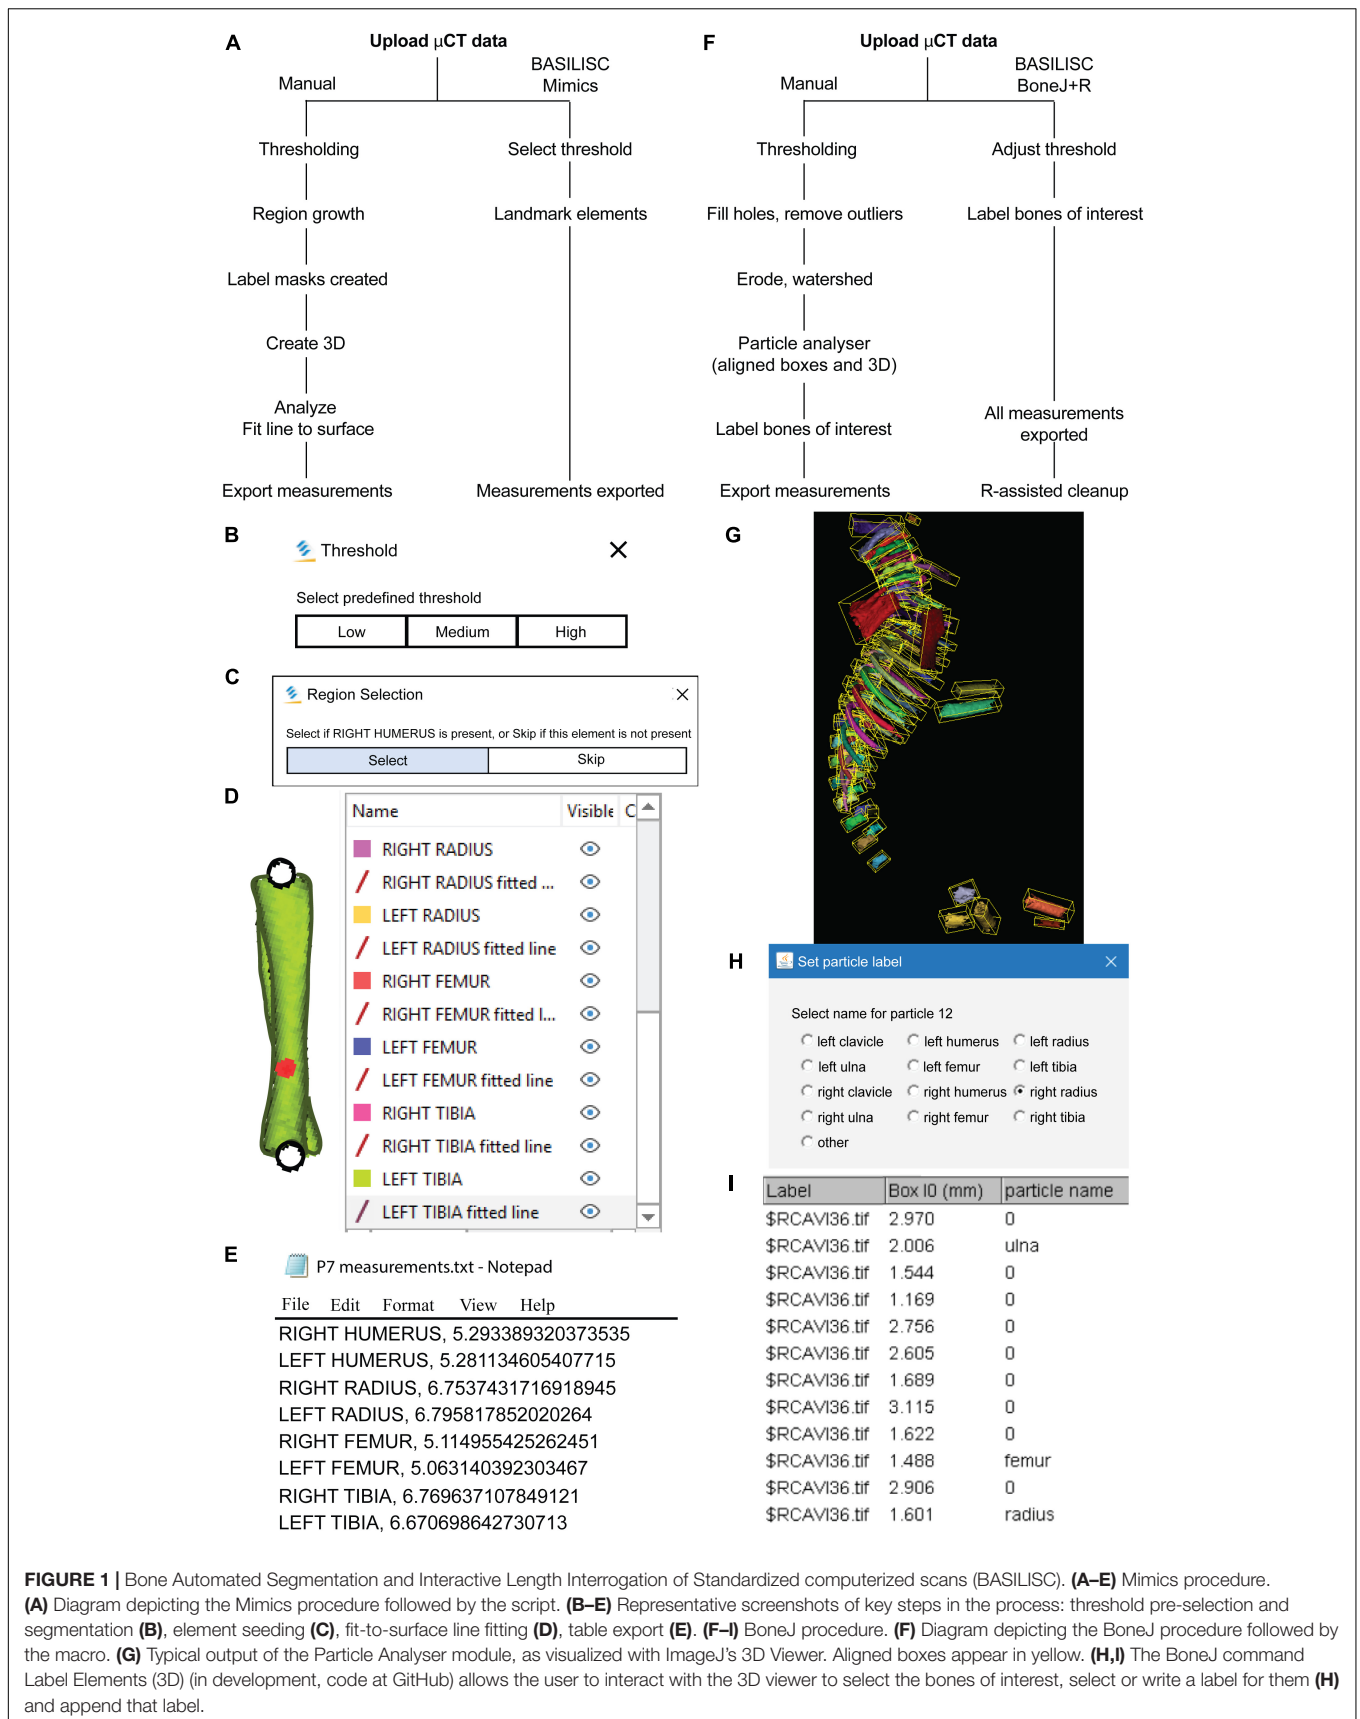 A
Upload µCT data
Manual
BASILISC
Mimics
Thresholding
Select threshold
Region growth
Landmark elements
Label masks created
Create 3D
Analyze
Fit line to surface
Export measurements
Measurements exported
F
Upload µCT data
Manual
BASILISC
BoneJ+R
Thresholding
Adjust threshold
Fill holes, remove outliers
Label bones of interest
Erode, watershed
Particle analyser
(aligned boxes and 3D)
Label bones of interest
All measurements
exported
Export measurements
R-assisted cleanup
B
Threshold
Select predefined threshold
Low Medium High
C
Region Selection
Select if RIGHT HUMERUS is present, or Skip if this element is not present
Select Skip
D
Name Visible C
RIGHT RADIUS
RIGHT RADIUS fitted ...
LEFT RADIUS
LEFT RADIUS fitted line
RIGHT FEMUR
RIGHT FEMUR fitted l...
LEFT FEMUR
LEFT FEMUR fitted line
RIGHT TIBIA
RIGHT TIBIA fitted line
LEFT TIBIA
LEFT TIBIA fitted line
E
P7 measurements.txt - Notepad
File Edit Format View Help
RIGHT HUMERUS, 5.293389320373535
LEFT HUMERUS, 5.281134605407715
RIGHT RADIUS, 6.7537431716918945
LEFT RADIUS, 6.795817852020264
RIGHT FEMUR, 5.114955425262451
LEFT FEMUR, 5.063140392303467
RIGHT TIBIA, 6.769637107849121
LEFT TIBIA, 6.670698642730713
G
H
Set particle label
Select name for particle 12
left clavicle left humerus left radius
left ulna left femur left tibia
right clavicle right humerus right radius
right ulna right femur right tibia
other
I
Label Box l0 (mm) particle name
$RCAVI36.tif 2.970 0
$RCAVI36.tif 2.006 ulna
$RCAVI36.tif 1.544 0
$RCAVI36.tif 1.169 0
$RCAVI36.tif 2.756 0
$RCAVI36.tif 2.605 0
$RCAVI36.tif 1.689 0
$RCAVI36.tif 3.115 0
$RCAVI36.tif 1.622 0
$RCAVI36.tif 1.488 femur
$RCAVI36.tif 2.906 0
$RCAVI36.tif 1.601 radius
FIGURE 1 | Bone Automated Segmentation and Interactive Length Interrogation of Standardized computerized scans (BASILISC). (A–E) Mimics procedure.
(A) Diagram depicting the Mimics procedure followed by the script. (B–E) Representative screenshots of key steps in the process: threshold pre-selection and
segmentation (B), element seeding (C), fit-to-surface line fitting (D), table export (E). (F–I) BoneJ procedure. (F) Diagram depicting the BoneJ procedure followed by
the macro. (G) Typical output of the Particle Analyser module, as visualized with ImageJ's 3D Viewer. Aligned boxes appear in yellow. (H,I) The BoneJ command
Label Elements (3D) (in development, code at GitHub) allows the user to interact with the 3D viewer to select the bones of interest, select or write a label for them (H)
and append that label.